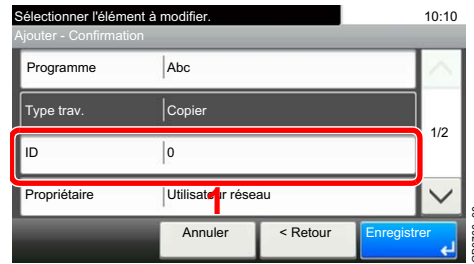 Sélectionner l'élément à modifier. 10:10
Ajouter - Confirmation
Programme Abc
Type trav. Copier
1/2
ID 0
Propriétaire Utilisateur réseau
1
Annuler < Retour Enregistrer